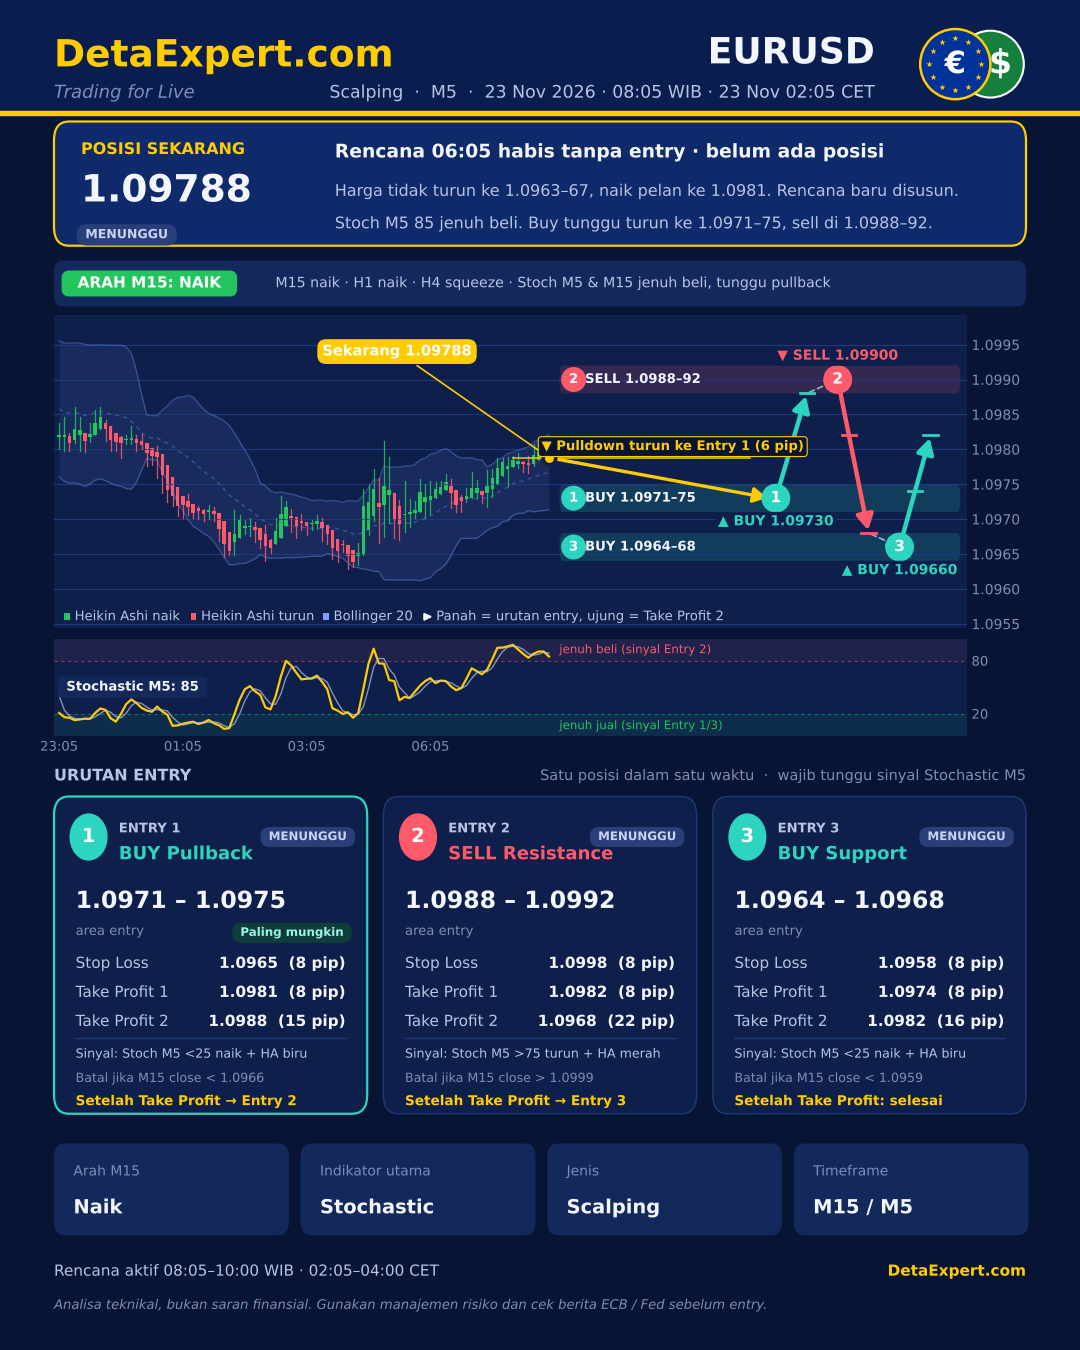 DetaExpert.com
Trading for Live
EURUSD
Scalping · M5 · 23 Nov 2026 · 08:05 WIB · 23 Nov 02:05 CET
€ $
POSISI SEKARANG
1.09788
MENUNGGU
Rencana 06:05 habis tanpa entry · belum ada posisi
Harga tidak turun ke 1.0963–67, naik pelan ke 1.0981. Rencana baru disusun.
Stoch M5 85 jenuh beli. Buy tunggu turun ke 1.0971–75, sell di 1.0988–92.
ARAH M15: NAIK
M15 naik · H1 naik · H4 squeeze · Stoch M5 & M15 jenuh beli, tunggu pullback
Sekarang 1.09788
▼ SELL 1.09900
2 SELL 1.0988–92
2
▼ Pulldown turun ke Entry 1 (6 pip)
1 BUY 1.0971–75
1
▲ BUY 1.09730
3 BUY 1.0964–68
3
▲ BUY 1.09660
1.0995
1.0990
1.0985
1.0980
1.0975
1.0970
1.0965
1.0960
1.0955
Heikin Ashi naik
Heikin Ashi turun
Bollinger 20
Panah = urutan entry, ujung = Take Profit 2
jenuh beli (sinyal Entry 2)
80
Stochastic M5: 85
20
jenuh jual (sinyal Entry 1/3)
23:05 01:05 03:05 06:05
URUTAN ENTRY
Satu posisi dalam satu waktu · wajib tunggu sinyal Stochastic M5
1
ENTRY 1
MENUNGGU
BUY Pullback
1.0971 – 1.0975
area entry
Paling mungkin
Stop Loss 1.0965 (8 pip)
Take Profit 1 1.0981 (8 pip)
Take Profit 2 1.0988 (15 pip)
Sinyal: Stoch M5 <25 naik + HA biru
Batal jika M15 close < 1.0966
Setelah Take Profit → Entry 2
2
ENTRY 2
MENUNGGU
SELL Resistance
1.0988 – 1.0992
area entry
Stop Loss 1.0998 (8 pip)
Take Profit 1 1.0982 (8 pip)
Take Profit 2 1.0968 (22 pip)
Sinyal: Stoch M5 >75 turun + HA merah
Batal jika M15 close > 1.0999
Setelah Take Profit → Entry 3
3
ENTRY 3
MENUNGGU
BUY Support
1.0964 – 1.0968
area entry
Stop Loss 1.0958 (8 pip)
Take Profit 1 1.0974 (8 pip)
Take Profit 2 1.0982 (16 pip)
Sinyal: Stoch M5 <25 naik + HA biru
Batal jika M15 close < 1.0959
Setelah Take Profit: selesai
Arah M15
Naik
Indikator utama
Stochastic
Jenis
Scalping
Timeframe
M15 / M5
Rencana aktif 08:05–10:00 WIB · 02:05–04:00 CET
DetaExpert.com
Analisa teknikal, bukan saran finansial. Gunakan manajemen risiko dan cek berita ECB / Fed sebelum entry.